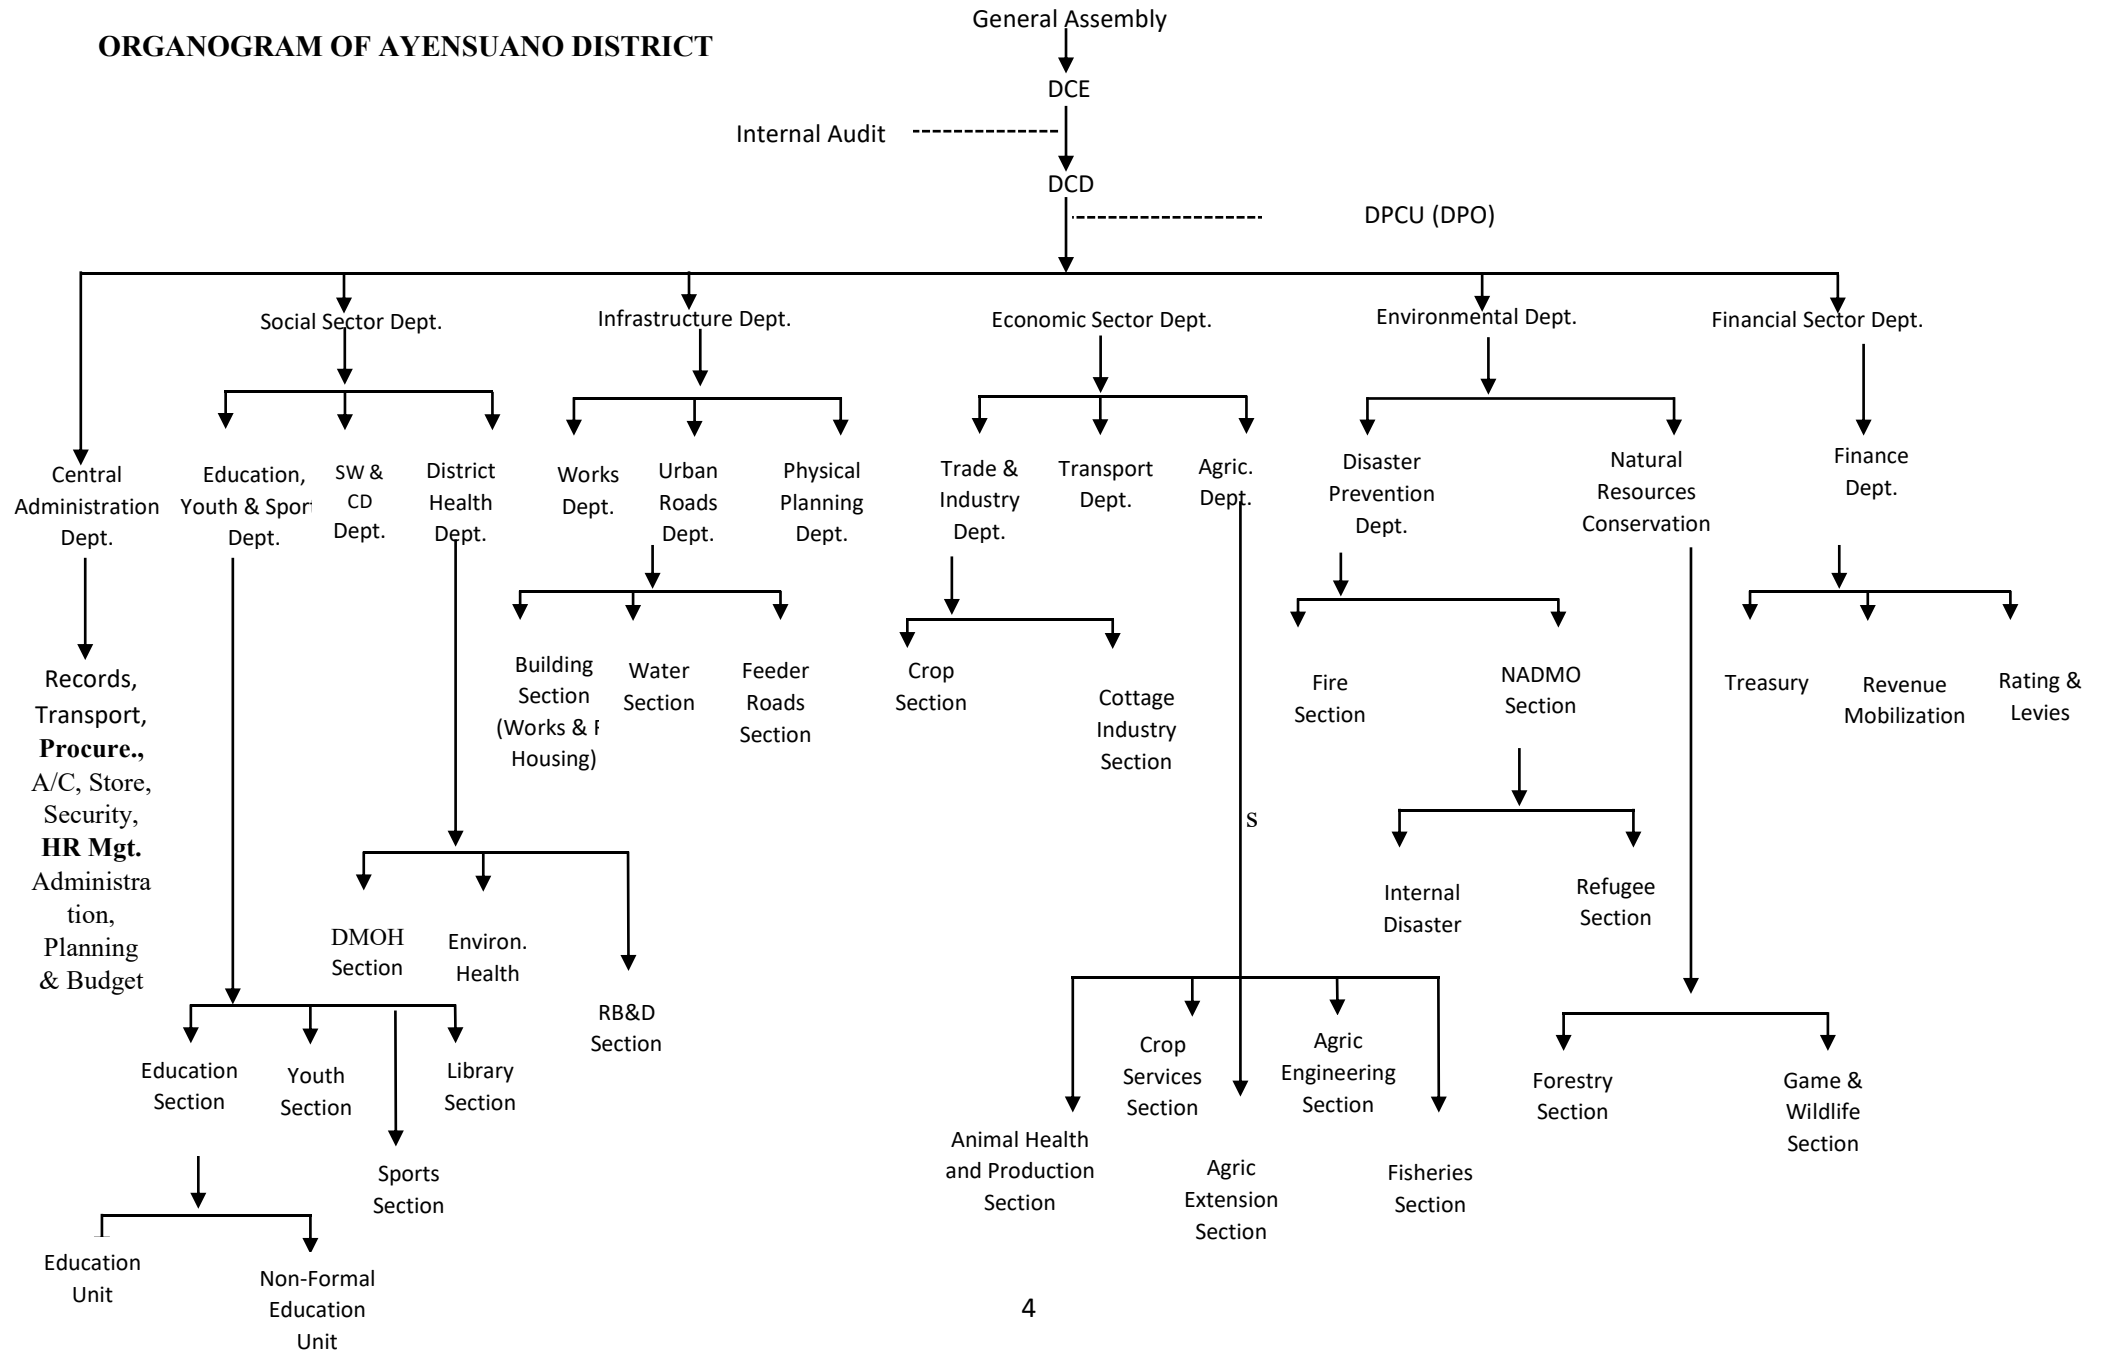 General Assembly
ORGANOGRAM OF AYENSUANO DISTRICT
DCE
Internal Audit
DCD
DPCU (DPO)
Social Sector Dept.
Infrastructure Dept.
Economic Sector Dept.
Environmental Dept.
Financial Sector Dept.
Central
Administration
Dept.
Education,
Youth & Spor
Dept.
SW &
CD
Dept.
District
Health
Dept.
Works
Dept.
Urban
Roads
Dept.
Physical
Planning
Dept.
Trade &
Industry
Dept.
Transport
Dept.
Agric.
Dept.
Disaster
Prevention
Dept.
Natural
Resources
Conservation
Finance
Dept.
Records,
Transport,
Procure.,
A/C, Store,
Security,
HR Mgt.
Administra
tion,
Planning
& Budget
Building
Section
(Works & F
Housing)
Water
Section
Feeder
Roads
Section
Crop
Section
Cottage
Industry
Section
Fire
Section
NADMO
Section
Treasury
Revenue
Mobilization
Rating &
Levies
S
Internal
Disaster
Refugee
Section
DMOH
Section
Environ.
Health
RB&D
Section
Education
Section
Youth
Section
Library
Section
Sports
Section
Animal Health
and Production
Section
Crop
Services
Section
Agric
Extension
Section
Agric
Engineering
Section
Fisheries
Section
Forestry
Section
Game &
Wildlife
Section
Education
Unit
Non-Formal
Education
Unit
4